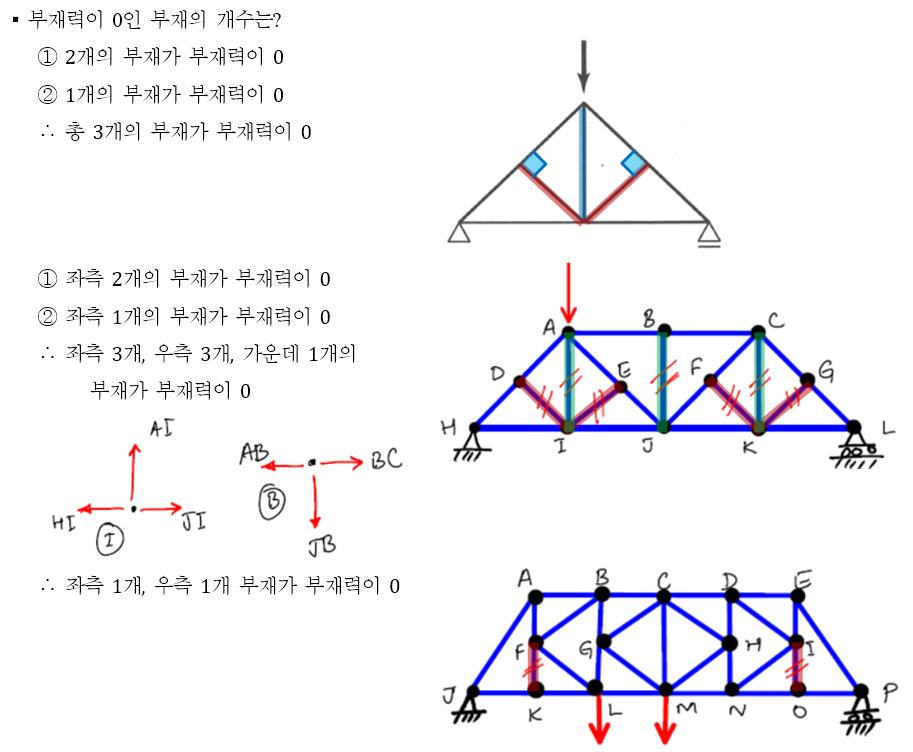 ▪ 부재력이 0인 부재의 개수는?
① 2개의 부재가 부재력이 0
② 1개의 부재가 부재력이 0
∴ 총 3개의 부재가 부재력이 0
① 좌측 2개의 부재가 부재력이 0
② 좌측 1개의 부재가 부재력이 0
∴ 좌측 3개, 우측 3개, 가운데 1개의
부재가 부재력이 0
A B C
D E F G
H I J K L
AI
HI JI
I
AB BC
B
JB
∴ 좌측 1개, 우측 1개 부재가 부재력이 0
A B C D E
F G H I
J K L M N O P